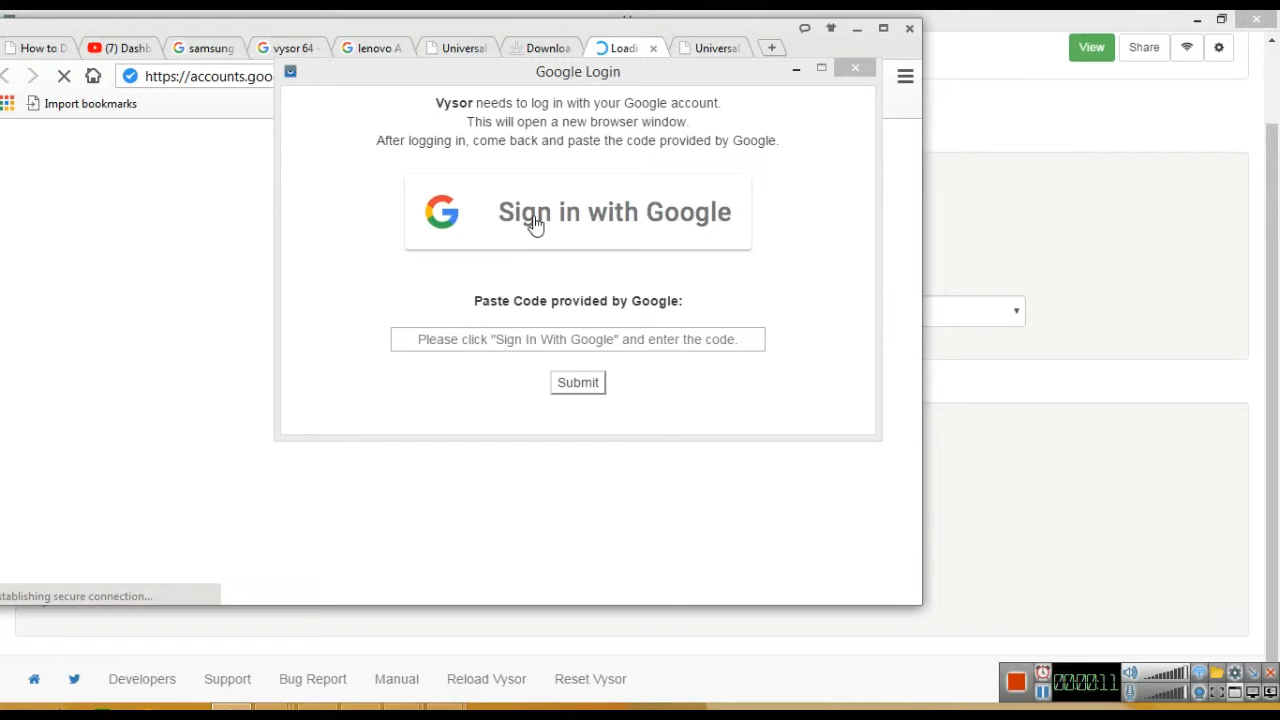 How to D
(7) Dashb
samsung
vysor 64
lenovo A
Universal
Downloa
Loadi
Universal
View
Share
https://accounts.goo
Google Login
Import bookmarks
Vysor needs to log in with your Google account.
This will open a new browser window.
After logging in, come back and paste the code provided by Google.
Sign in with Google
Paste Code provided by Google:
Please click "Sign In With Google" and enter the code.
Submit
stablishing secure connection...
Developers
Support
Bug Report
Manual
Reload Vysor
Reset Vysor
00:00:11